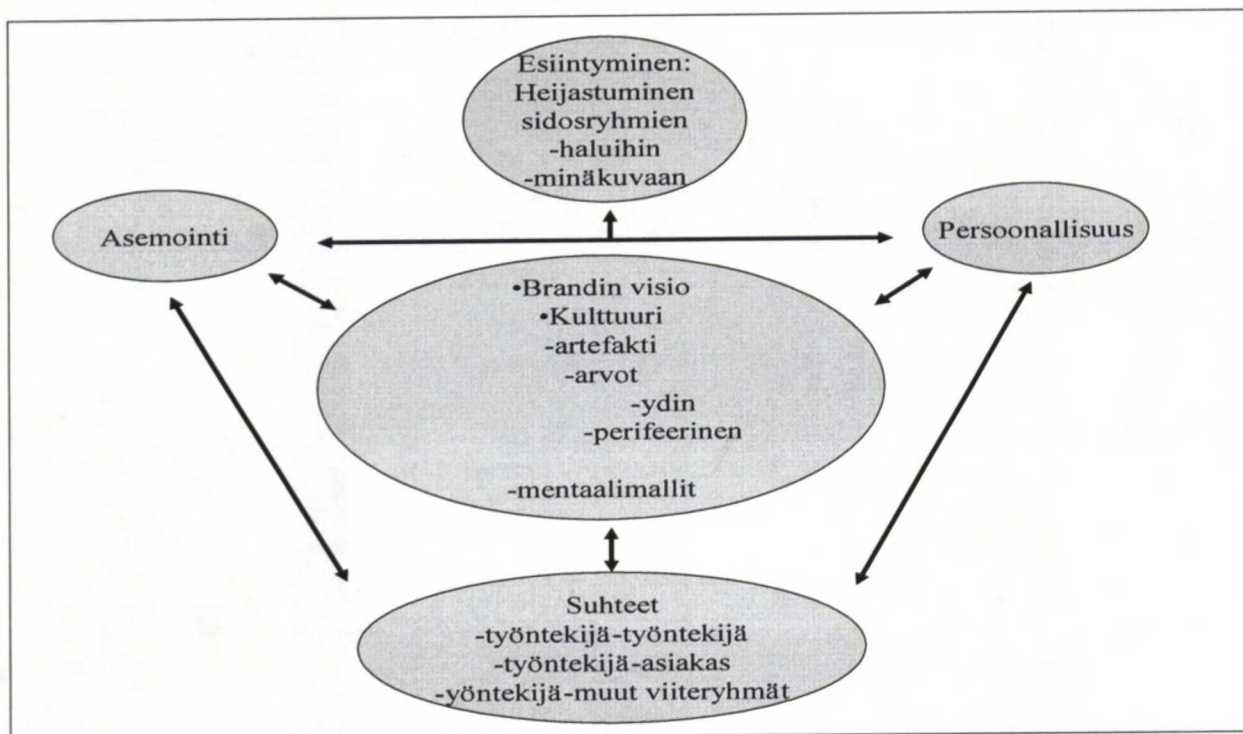 Esiintyminen:
Heijastuminen
sidosryhmien
-haluihin
-minäkuvaan
Asemointi
Persoonallisuus
•Brandin visio
•Kulttuuri
-artefakti
-arvot
-ydin
-perifeerinen
-mentaalimallit
Suhteet
-työntekijä-työntekijä
-työntekijä-asiakas
-yöntekijä-muut viiteryhmät